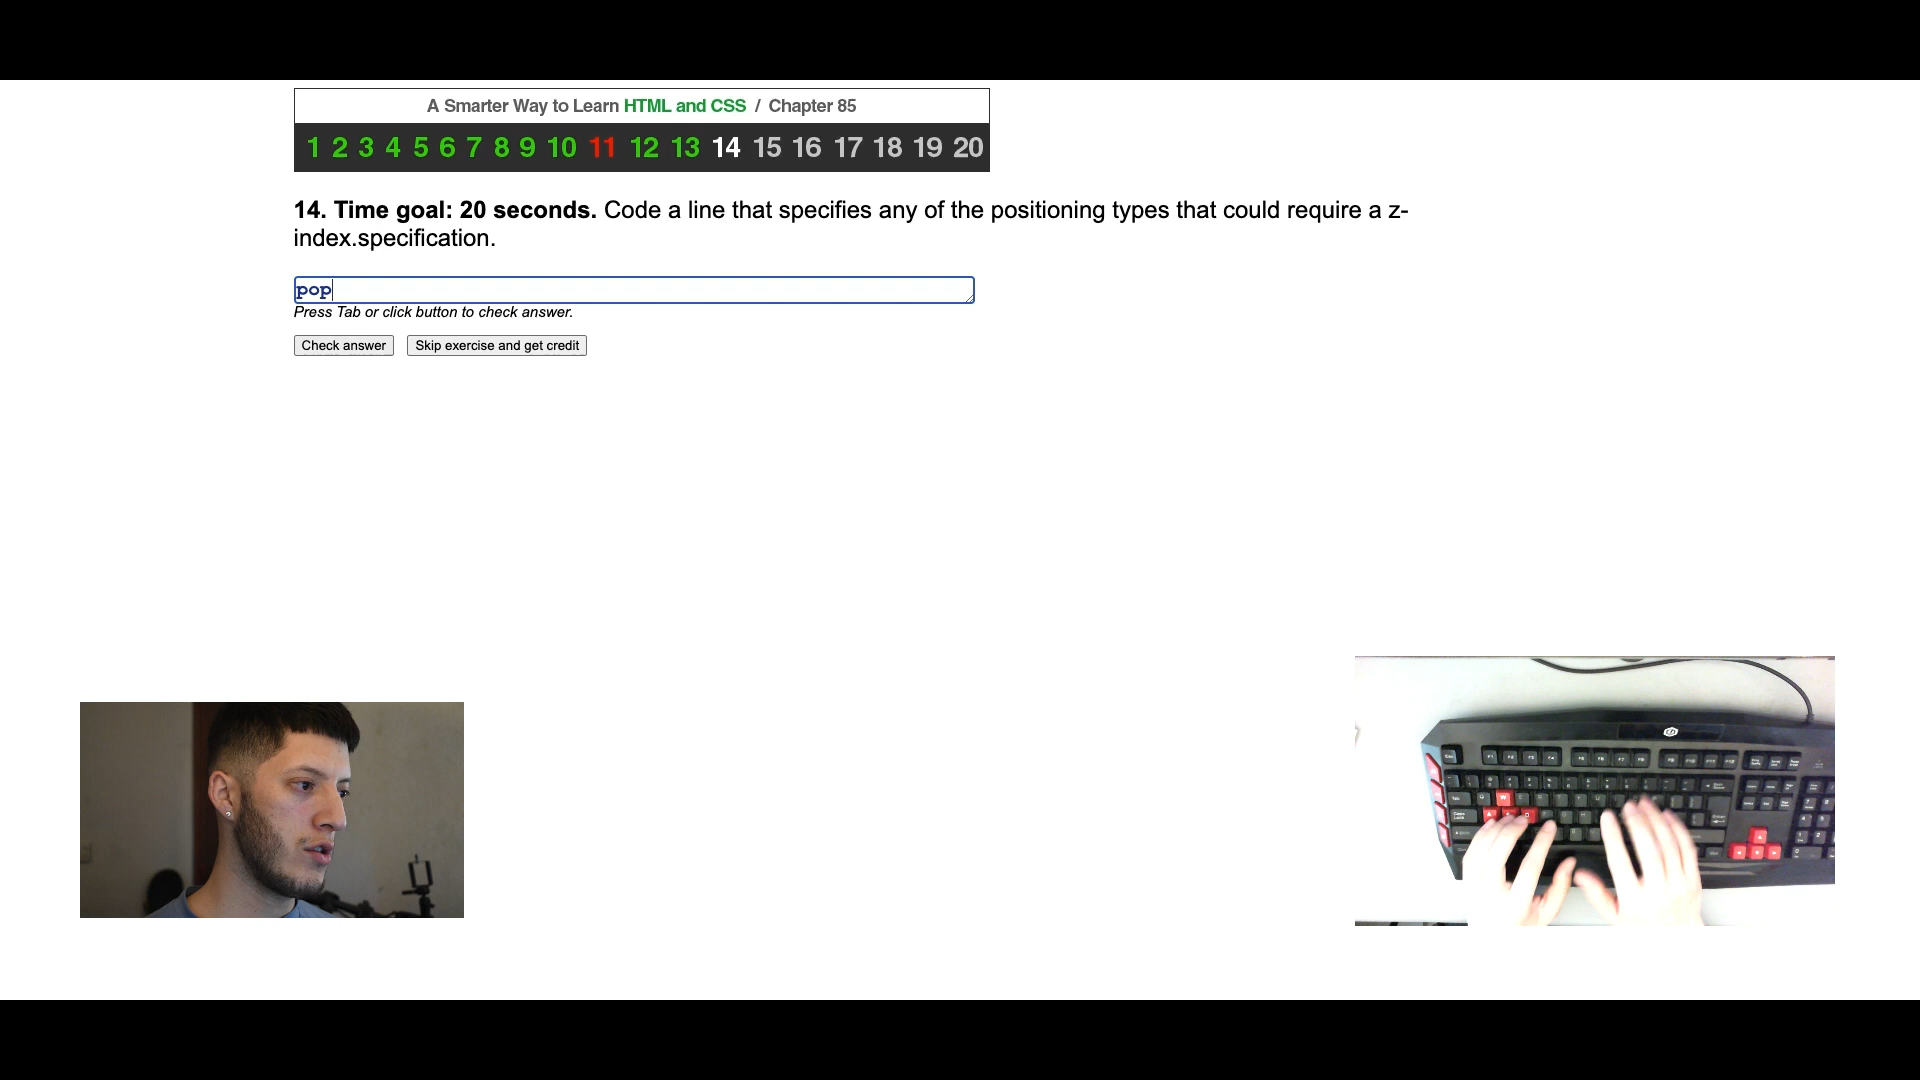 A Smarter Way to Learn HTML and CSS / Chapter 85
1 2 3 4 5 6 7 8 9 10 11 12 13 14 15 16 17 18 19 20
14. Time goal: 20 seconds. Code a line that specifies any of the positioning types that could require a z-
index.specification.
pop
Press Tab or click button to check answer.
Check answer Skip exercise and get credit